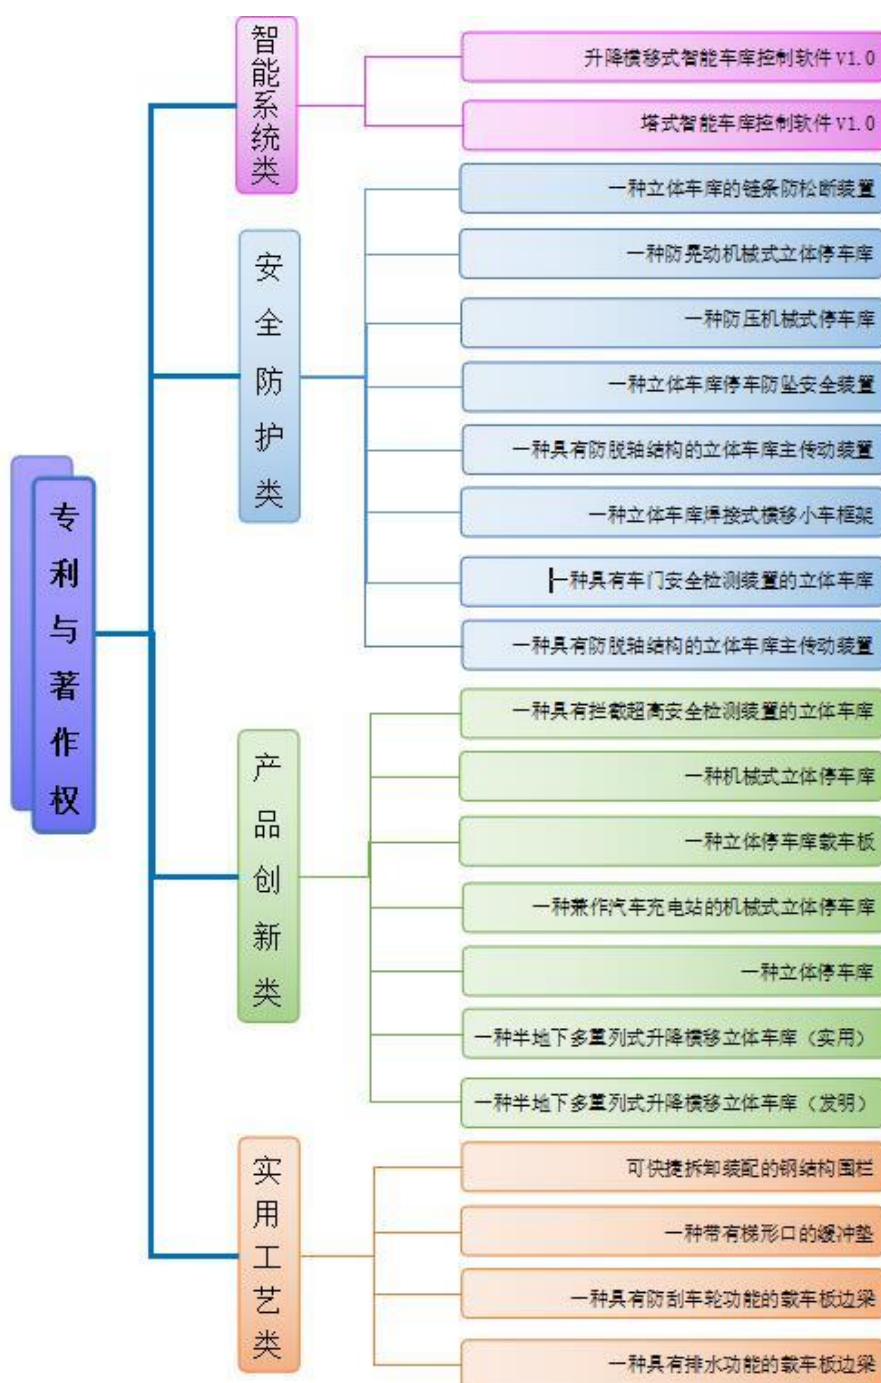 专利与著作权
智能系统类
升降横移式智能车库控制软件V1.0
塔式智能车库控制软件V1.0
安全防护类
一种立体车库的链条防松断装置
一种防晃动机械式立体停车库
一种防压机械式停车库
一种立体车库停车防坠安全装置
一种具有防脱轴结构的立体车库主传动装置
一种立体车库焊接式横移小车框架
一种具有车门安全检测装置的立体车库
一种具有防脱轴结构的立体车库主传动装置
产品创新类
一种具有拦截超高安全检测装置的立体车库
一种机械式立体停车库
一种立体停车库载车板
一种兼作汽车充电站的机械式立体停车库
一种立体停车库
一种半地下多重列式升降横移立体车库（实用）
一种半地下多重列式升降横移立体车库（发明）
实用工艺类
可快捷拆卸装配的钢结构围栏
一种带有梯形口的缓冲垫
一种具有防刮车轮功能的载车板边梁
一种具有排水功能的载车板边梁